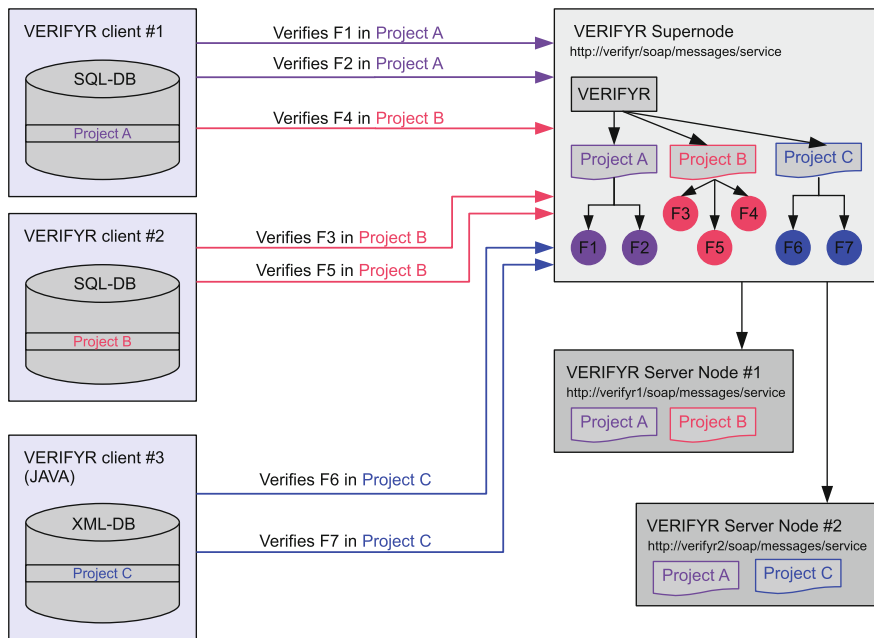 VERIFYR client #1
SQL-DB
Project A
Verifies F1 in Project A
Verifies F2 in Project A
Verifies F4 in Project B
VERIFYR client #2
SQL-DB
Project B
Verifies F3 in Project B
Verifies F5 in Project B
VERIFYR client #3
(JAVA)
XML-DB
Project C
Verifies F6 in Project C
Verifies F7 in Project C
VERIFYR Supernode
http://verifyr/soap/messages/service
VERIFYR
Project A
Project B
Project C
F3
F4
F1
F2
F5
F6
F7
VERIFYR Server Node #1
http://verifyr1/soap/messages/service
Project A
Project B
VERIFYR Server Node #2
http://verifyr2/soap/messages/service
Project A
Project C